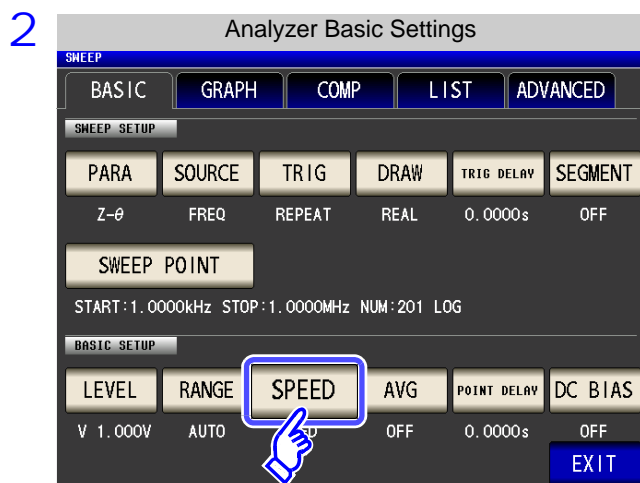 2
Analyzer Basic Settings
SWEEP
BASIC GRAPH COMP LIST ADVANCED
SWEEP SETUP
PARA SOURCE TRIG DRAW TRIG DELAY SEGMENT
Z-θ FREQ REPEAT REAL 0.0000s OFF
SWEEP POINT
START:1.0000kHz STOP:1.0000MHz NUM:201 LOG
BASIC SETUP
LEVEL RANGE SPEED AVG POINT DELAY DC BIAS
V 1.000V AUTO OFF 0.0000s OFF
EXIT